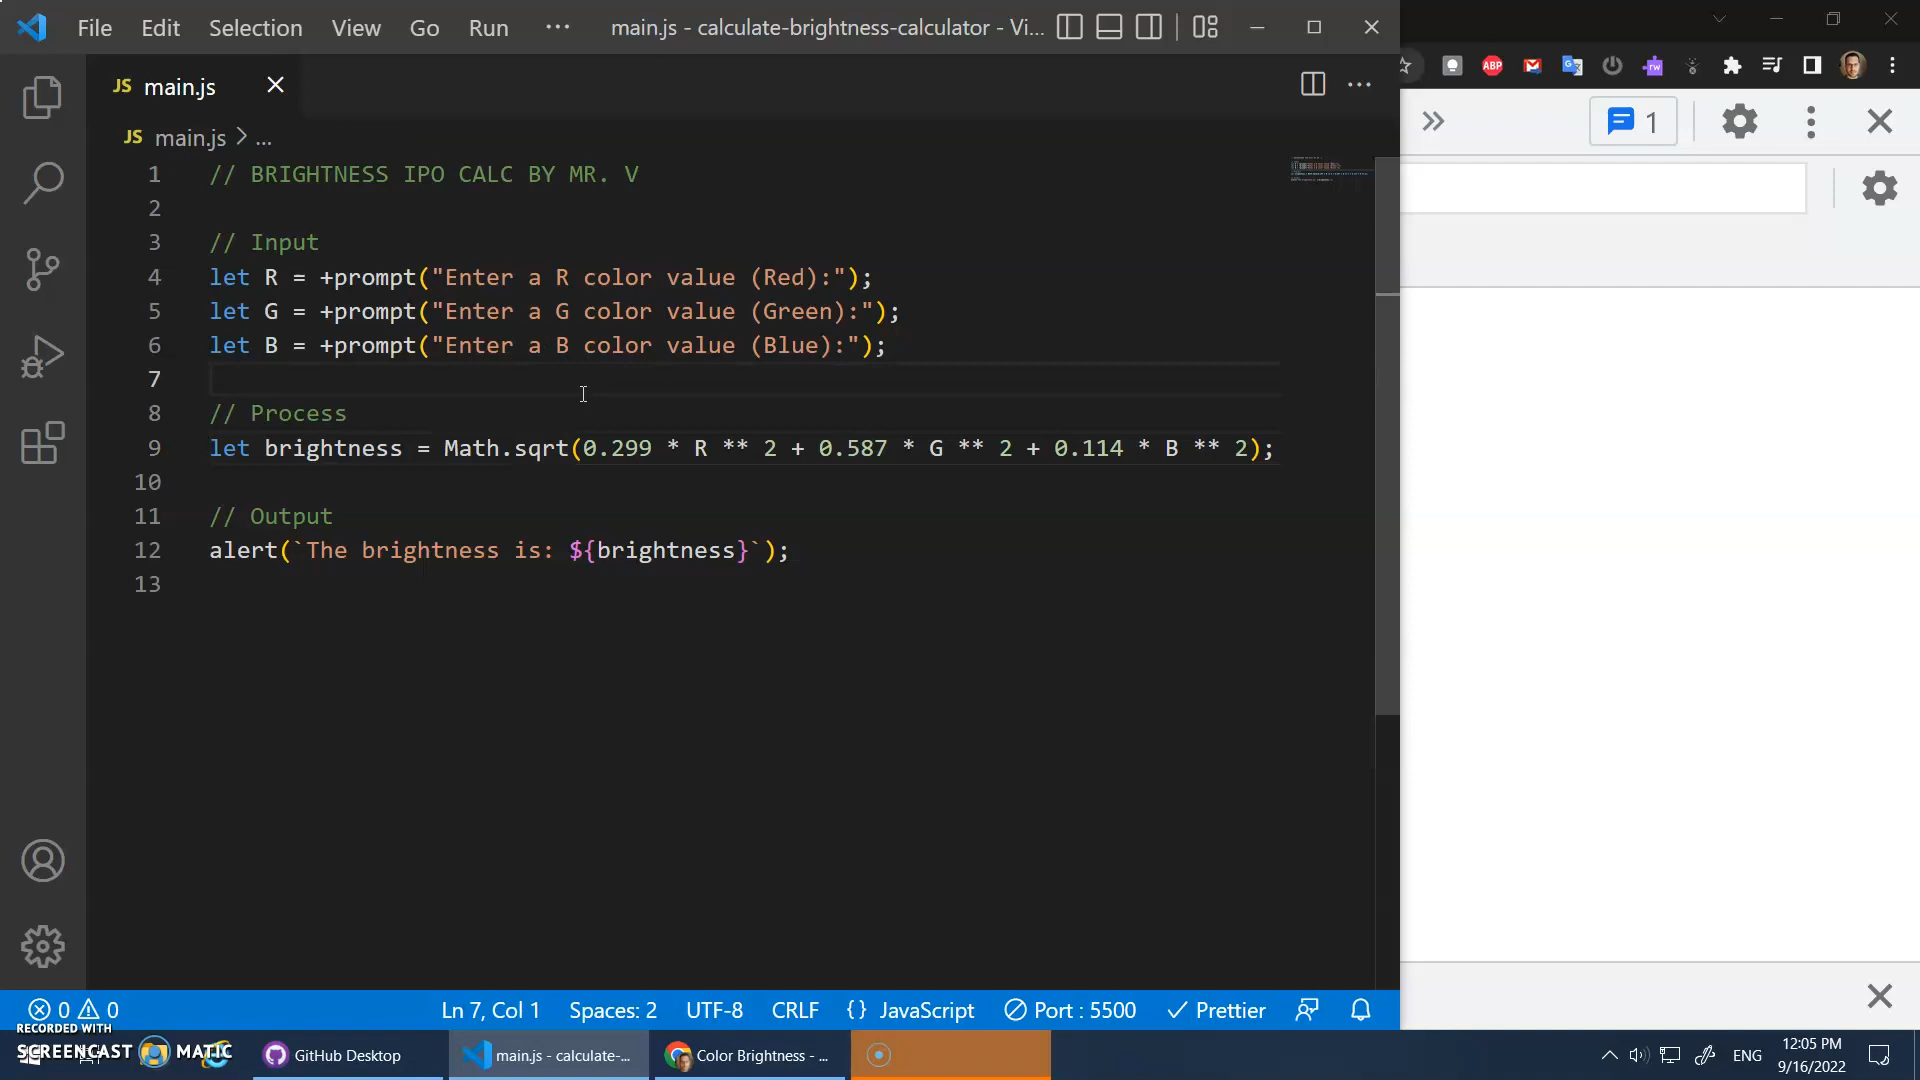 File Edit Selection View Go Run ··· main.js - calculate-brightness-calculator - Vi...
JS main.js
JS main.js > ...
1 // BRIGHTNESS IPO CALC BY MR. V
2
3 // Input
4 let R = +prompt("Enter a R color value (Red):");
5 let G = +prompt("Enter a G color value (Green):");
6 let B = +prompt("Enter a B color value (Blue):");
7
8 // Process
9 let brightness = Math.sqrt(0.299 * R ** 2 + 0.587 * G ** 2 + 0.114 * B ** 2);
10
11 // Output
12 alert(`The brightness is: ${brightness}`);
13
ABP
1
0 0 Ln 7, Col 1 Spaces: 2 UTF-8 CRLF {} JavaScript Port : 5500 Prettier
RECORDED WITH
SCREENCAST MATIC
GitHub Desktop main.js - calculate-... Color Brightness - ... ENG 12:05 PM
9/16/2022